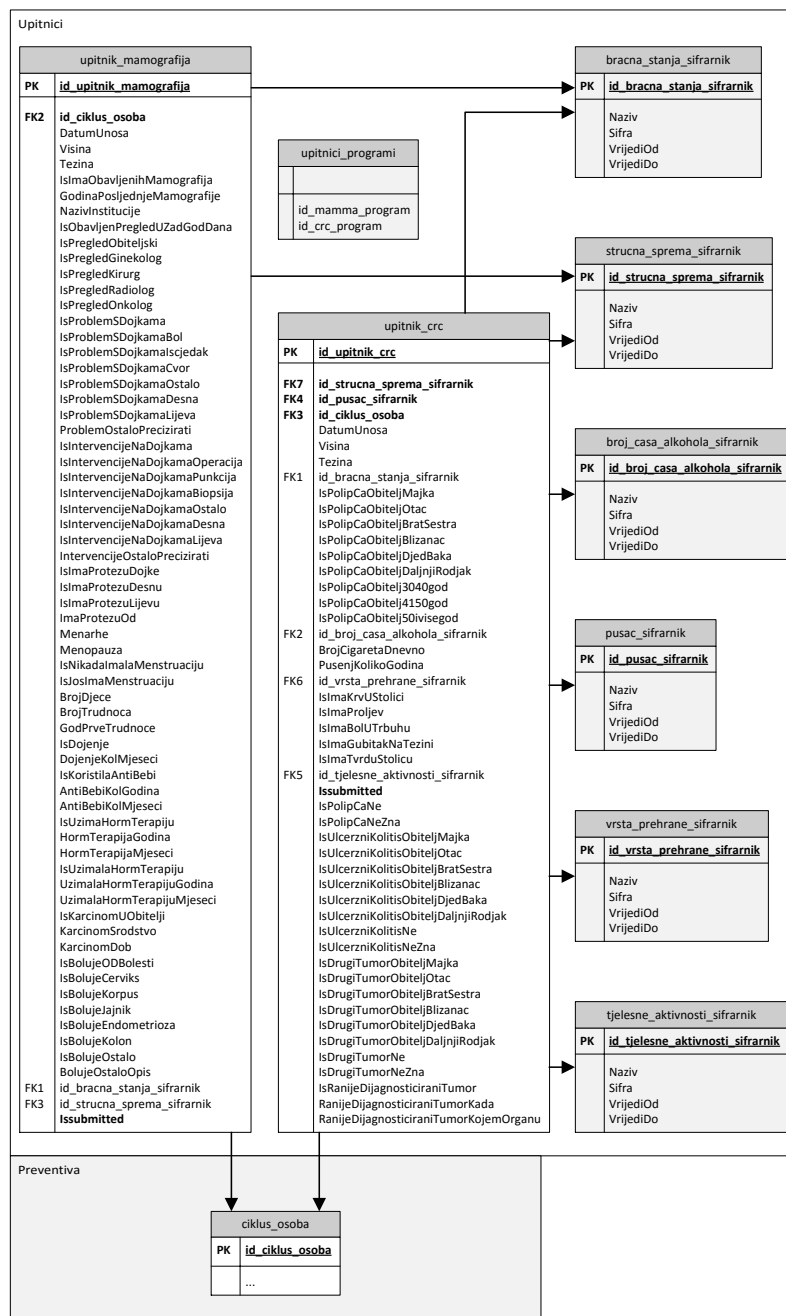 Upitnici
upitnik_mamografija
PK id_upitnik_mamografija
FK2 id_ciklus_osoba
DatumUnosa
Visina
Tezina
IsImaObavljenihMamografija
GodinaPosljednjeMamografije
NazivInstitucije
IsObavljenPregledUZadGodDana
IsPregledObiteljski
IsPregledGinekolog
IsPregledKirurg
IsPregledRadiolog
IsPregledOnkolog
IsProblemSDojkama
IsProblemSDojkamaBol
IsProblemSDojkamaIscjedak
IsProblemSDojkamaCvor
IsProblemSDojkamaOstalo
IsProblemSDojkamaDesna
IsProblemSDojkamaLijeva
ProblemOstaloPrecizirati
IsIntervencijeNaDojkama
IsIntervencijeNaDojkamaOperacija
IsIntervencijeNaDojkamaPunkcija
IsIntervencijeNaDojkamaBiopsija
IsIntervencijeNaDojkamaOstalo
IsIntervencijeNaDojkamaDesna
IsIntervencijeNaDojkamaLijeva
IntervencijeOstaloPrecizirati
IsImaProtezuDojke
IsImaProtezuDesnu
IsImaProtezuLijevu
ImaProtezuOd
Menarhe
Menopauza
IsNikadaImalaMenstruaciju
IsJosImaMenstruaciju
BrojDjece
BrojTrudnoca
GodPrveTrudnoce
IsDojenje
DojenjeKolMjeseci
IsKoristilaAntiBebi
AntiBebiKolGodina
AntiBebiKolMjeseci
IsUzimaHormTerapiju
HormTerapijaGodina
HormTerapijaMjeseci
IsUzimalaHormTerapiju
UzimalaHormTerapijuGodina
UzimalaHormTerapijuMjeseci
IsKarcinomUObitelji
KarcinomSrodstvo
KarcinomDob
IsBolujeODBolesti
IsBolujeCerviks
IsBolujeKorpus
IsBolujeJajnik
IsBolujeEndometrioza
IsBolujeKolon
IsBolujeOstalo
BolujeOstaloOpis
FK1 id_bracna_stanja_sifrarnik
FK3 id_strucna_sprema_sifrarnik
Issubmitted
upitnici_programi
id_mamma_program
id_crc_program
upitnik_crc
PK id_upitnik_crc
FK7 id_strucna_sprema_sifrarnik
FK4 id_pusac_sifrarnik
FK3 id_ciklus_osoba
DatumUnosa
Visina
Tezina
FK1 id_bracna_stanja_sifrarnik
IsPolipCaObiteljMajka
IsPolipCaObiteljOtac
IsPolipCaObiteljBratSestra
IsPolipCaObiteljBlizanac
IsPolipCaObiteljDjedBaka
IsPolipCaObiteljDaljnjiRodjak
IsPolipCaObitelj3040god
IsPolipCaObitelj4150god
IsPolipCaObitelj50ivisegod
FK2 id_broj_casa_alkohola_sifrarnik
BrojCigaretaDnevno
PusenjKolikoGodina
FK6 id_vrsta_prehrane_sifrarnik
IsImaKrvUStolici
IsImaProljev
IsImaBolUTrbuhu
IsImaGubitakNaTezini
IsImaTvrduStolicu
FK5 id_tjelesne_aktivnosti_sifrarnik
Issubmitted
IsPolipCaNe
IsPolipCaNeZna
IsUlcerzniKolitisObiteljMajka
IsUlcerzniKolitisObiteljOtac
IsUlcerzniKolitisObiteljBratSestra
IsUlcerzniKolitisObiteljBlizanac
IsUlcerzniKolitisObiteljDjedBaka
IsUlcerzniKolitisObiteljDaljnjiRodjak
IsUlcerzniKolitisNe
IsUlcerzniKolitisNeZna
IsDrugiTumorObiteljMajka
IsDrugiTumorObiteljOtac
IsDrugiTumorObiteljBratSestra
IsDrugiTumorObiteljBlizanac
IsDrugiTumorObiteljDjedBaka
IsDrugiTumorObiteljDaljnjiRodjak
IsDrugiTumorNe
IsDrugiTumorNeZna
IsRanijeDijagnosticiraniTumor
RanijeDijagnosticiraniTumorKada
RanijeDijagnosticiraniTumorKojemOrganu
bracna_stanja_sifrarnik
PK id_bracna_stanja_sifrarnik
Naziv
Sifra
VrijediOd
VrijediDo
strucna_sprema_sifrarnik
PK id_strucna_sprema_sifrarnik
Naziv
Sifra
VrijediOd
VrijediDo
broj_casa_alkohola_sifrarnik
PK id_broj_casa_alkohola_sifrarnik
Naziv
Sifra
VrijediOd
VrijediDo
pusac_sifrarnik
PK id_pusac_sifrarnik
Naziv
Sifra
VrijediOd
VrijediDo
vrsta_prehrane_sifrarnik
PK id_vrsta_prehrane_sifrarnik
Naziv
Sifra
VrijediOd
VrijediDo
tjelesne_aktivnosti_sifrarnik
PK id_tjelesne_aktivnosti_sifrarnik
Naziv
Sifra
VrijediOd
VrijediDo
Preventiva
ciklus_osoba
PK id_ciklus_osoba
...